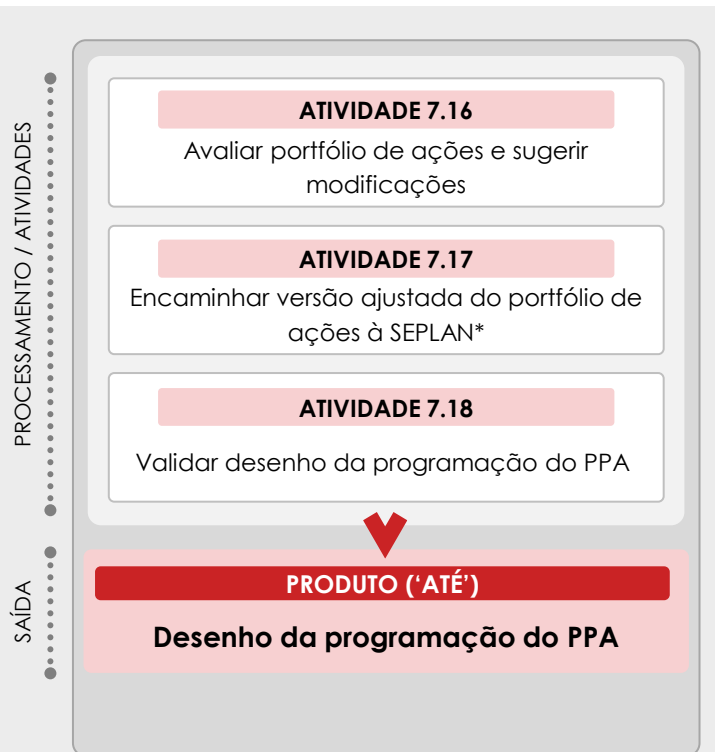 PROCESSAMENTO / ATIVIDADES
ATIVIDADE 7.16
Avaliar portfólio de ações e sugerir
modificações
ATIVIDADE 7.17
Encaminhar versão ajustada do portfólio de
ações à SEPLAN*
ATIVIDADE 7.18
Validar desenho da programação do PPA
SAÍDA
PRODUTO (‘ATÉ’)
Desenho da programação do PPA